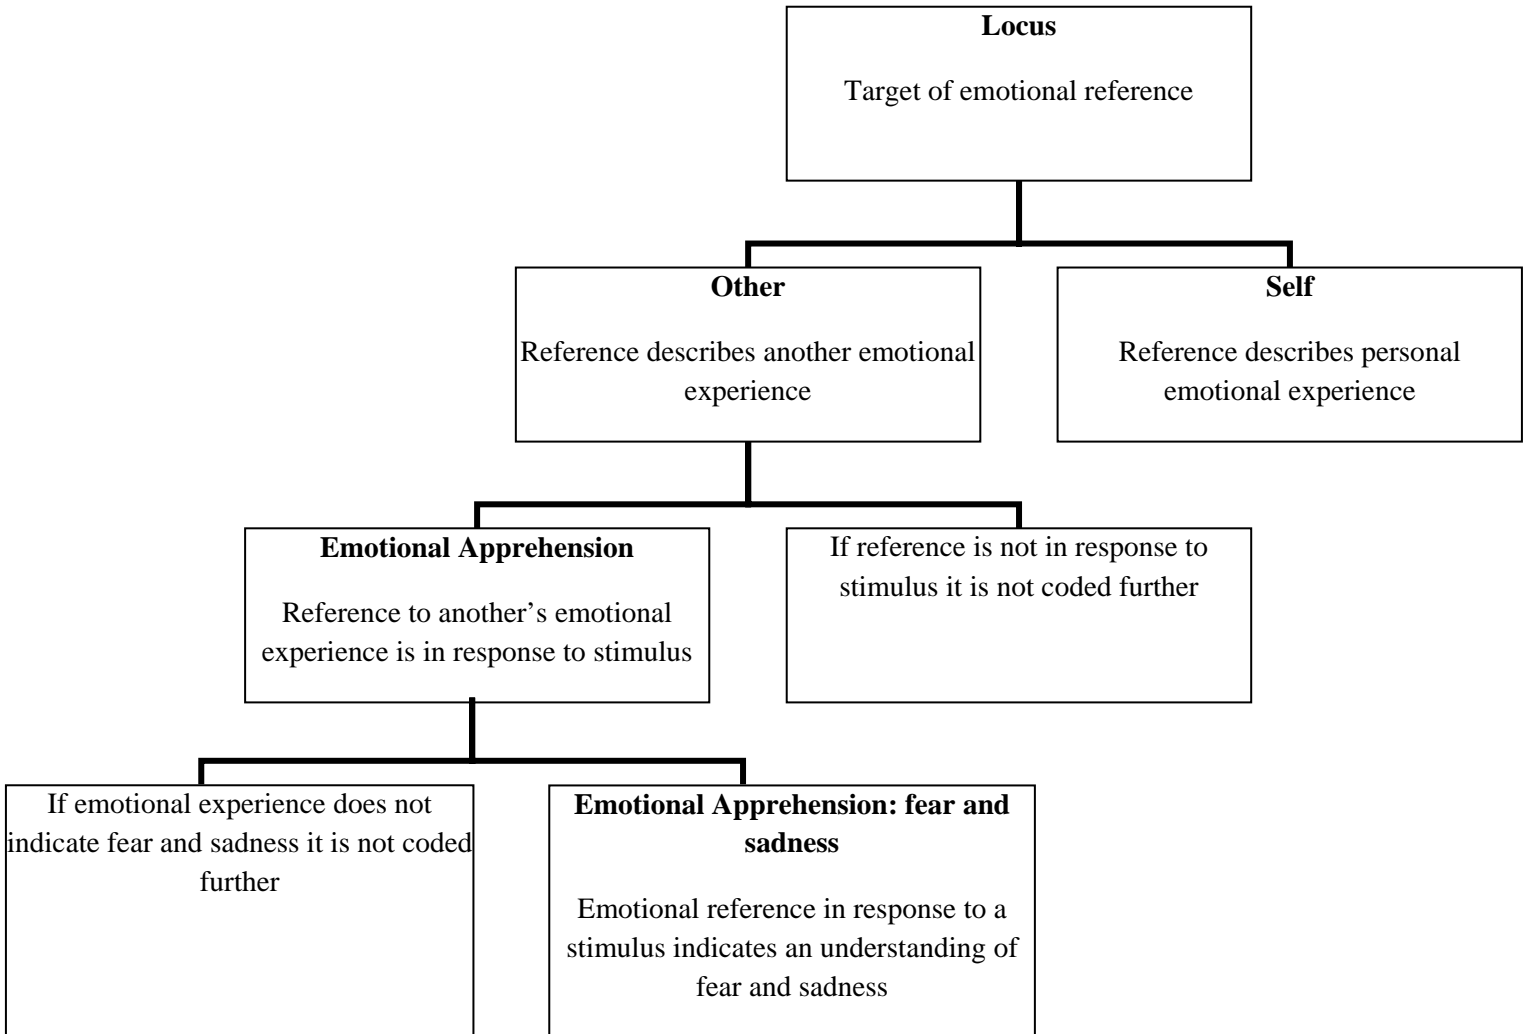 Locus
Target of emotional reference
Other
Reference describes another emotional
experience
Self
Reference describes personal
emotional experience
Emotional Apprehension
Reference to another’s emotional
experience is in response to stimulus
If reference is not in response to
stimulus it is not coded further
If emotional experience does not
indicate fear and sadness it is not coded
further
Emotional Apprehension: fear and
sadness
Emotional reference in response to a
stimulus indicates an understanding of
fear and sadness